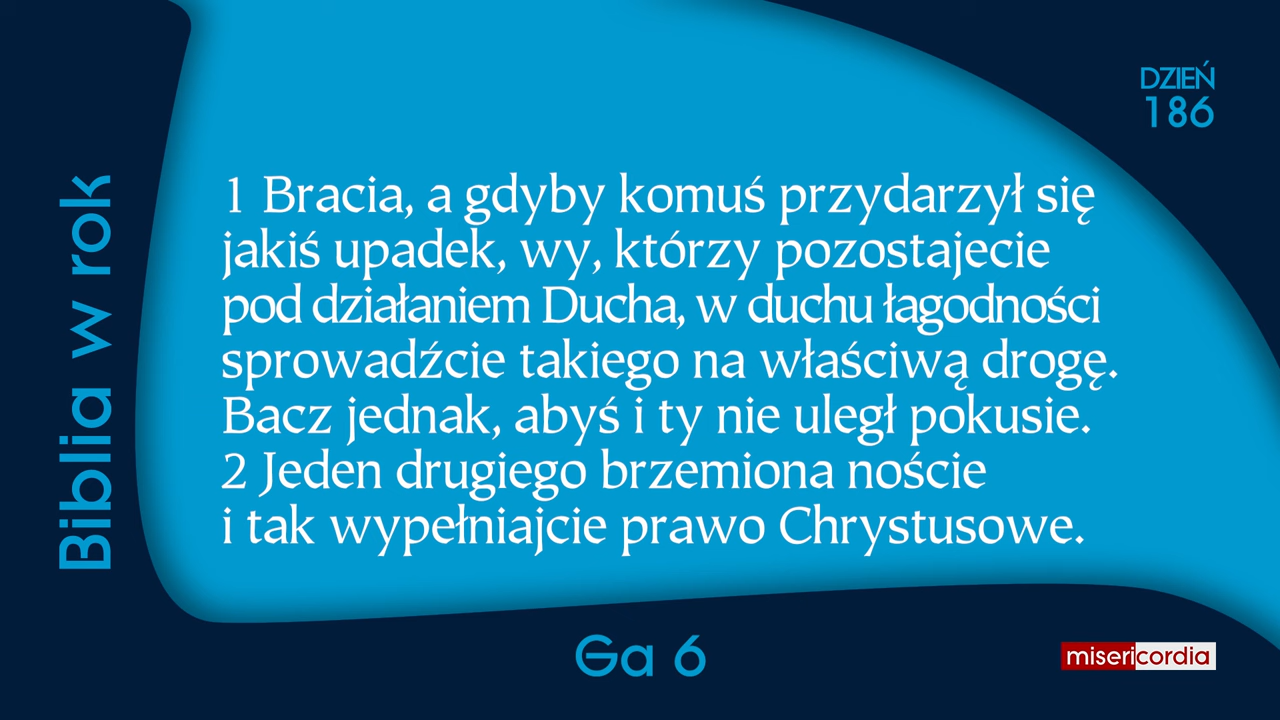 DZIEŃ
186
Biblia w rok
1 Bracia, a gdyby komuś przydarzył się
jakiś upadek, wy, którzy pozostajecie
pod działaniem Ducha, w duchu łagodności
sprowadźcie takiego na właściwą drogę.
Bacz jednak, abyś i ty nie uległ pokusie.
2 Jeden drugiego brzemiona noście
i tak wypełniajcie prawo Chrystusowe.
Ga 6
misericordia